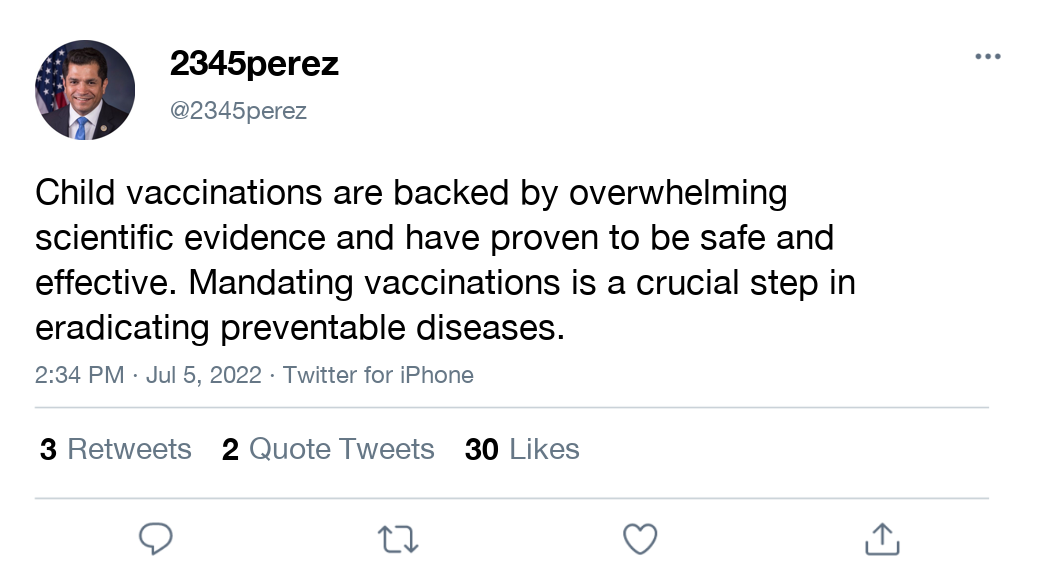 2345perez
@2345perez
Child vaccinations are backed by overwhelming
scientific evidence and have proven to be safe and
effective. Mandating vaccinations is a crucial step in
eradicating preventable diseases.
2:34 PM · Jul 5, 2022 · Twitter for iPhone
3 Retweets 2 Quote Tweets 30 Likes